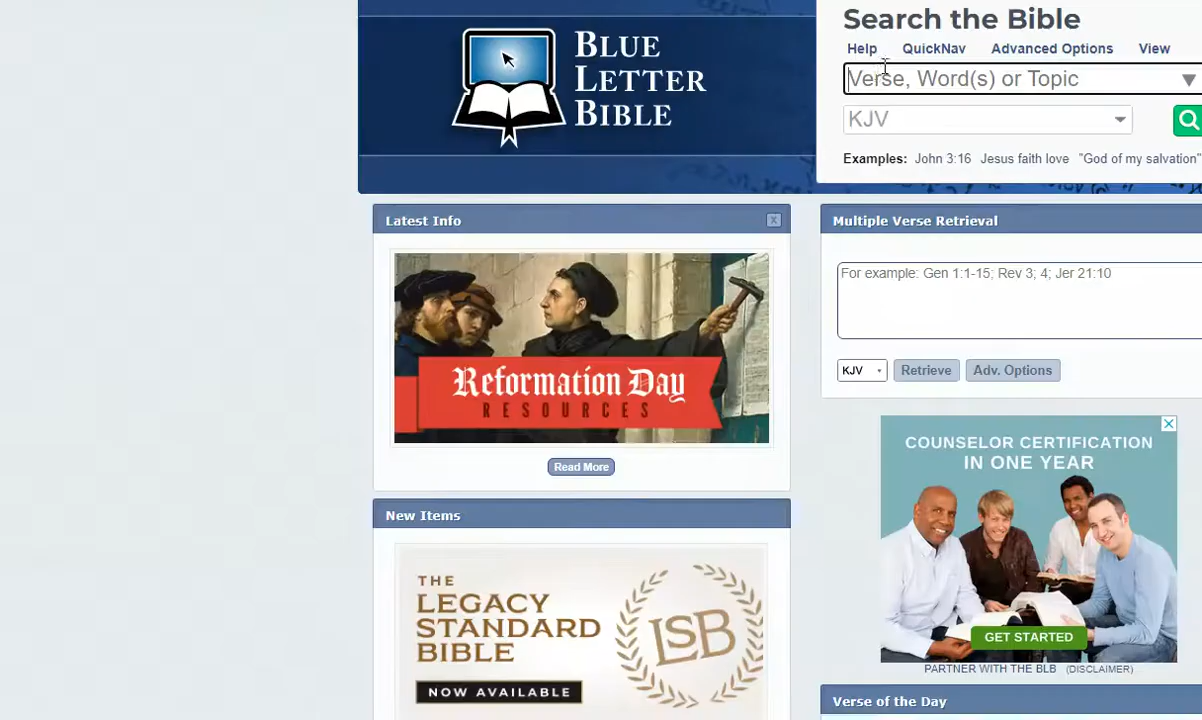 BLUE
LETTER
BIBLE
Search the Bible
Help QuickNav Advanced Options View
Verse, Word(s) or Topic
KJV
Examples: John 3:16 Jesus faith love "God of my salvation"
Latest Info X
Reformation Day
RESOURCES
Read More
New Items
THE
LEGACY
STANDARD
BIBLE
NOW AVAILABLE
LSB
Multiple Verse Retrieval
For example: Gen 1:1-15; Rev 3; 4; Jer 21:10
KJV Retrieve Adv. Options
COUNSELOR CERTIFICATION
IN ONE YEAR
GET STARTED
PARTNER WITH THE BLB (DISCLAIMER)
Verse of the Day